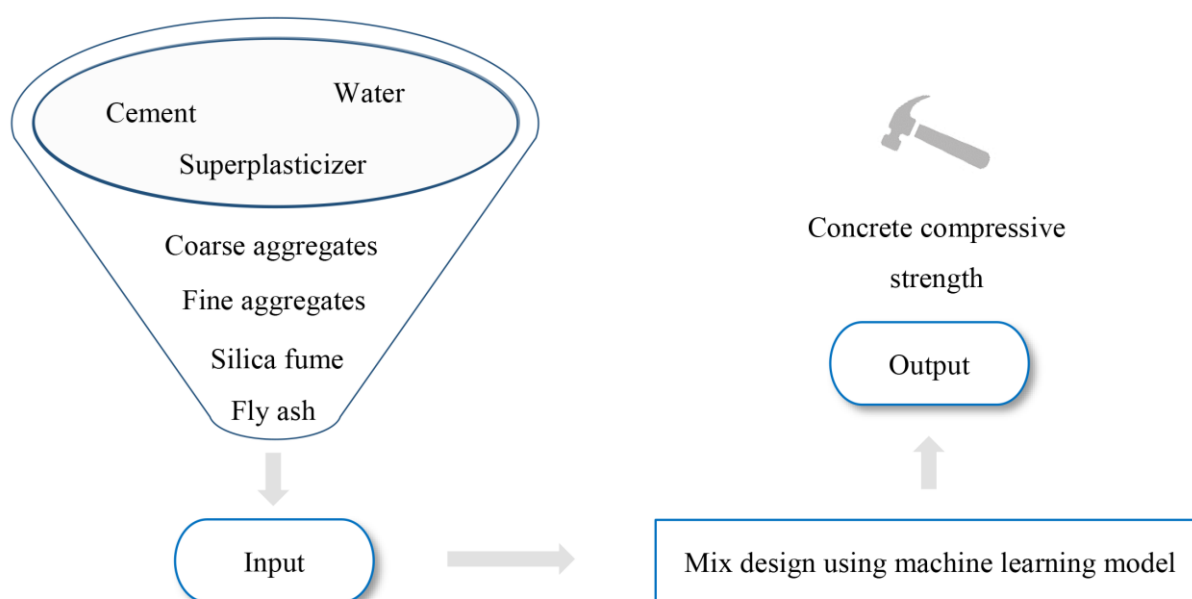 Water
Cement
Superplasticizer
Coarse aggregates
Fine aggregates
Silica fume
Fly ash
Input
Mix design using machine learning model
Output
Concrete compressive
strength